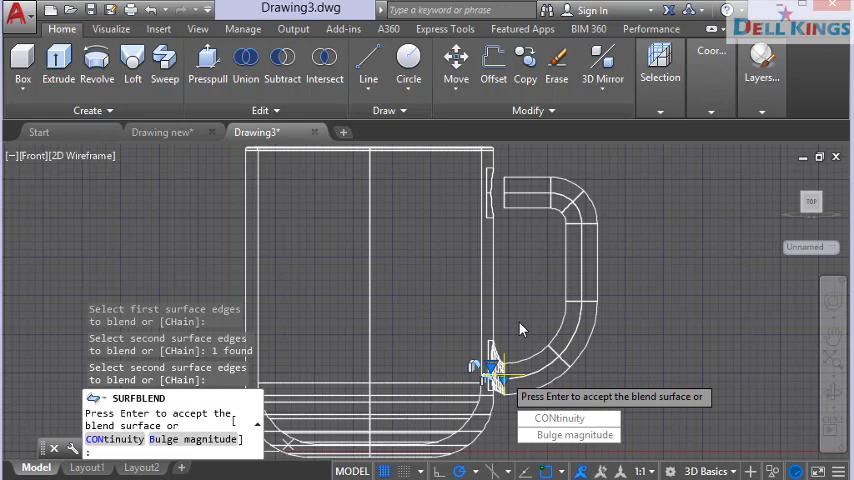 Drawing3.dwg
Type a keyword or phrase
Sign In
DELL KINGS
Home Visualize Insert View Manage Output Add-ins A360 Express Tools Featured Apps BIM 360 Performance
Box Extrude Revolve Loft Sweep Presspull Union Subtract Intersect Line Circle Move Offset Copy Erase 3D Mirror Selection Coor... Layers...
Create Edit Draw Modify
Start Drawing new* Drawing3*
[−][Front][2D Wireframe]
TOP
Unnamed
Select first surface edges
to blend or [CHain]:
Select second surface edges
to blend or [CHain]: 1 found
Select second surface edges
to blend or [CHain]:
SURFBLEND
Press Enter to accept the
blend surface or
[CONtinuity Bulge magnitude]
:
Press Enter to accept the blend surface or
CONtinuity
Bulge magnitude
Model Layout1 Layout2 MODEL 1:1 3D Basics